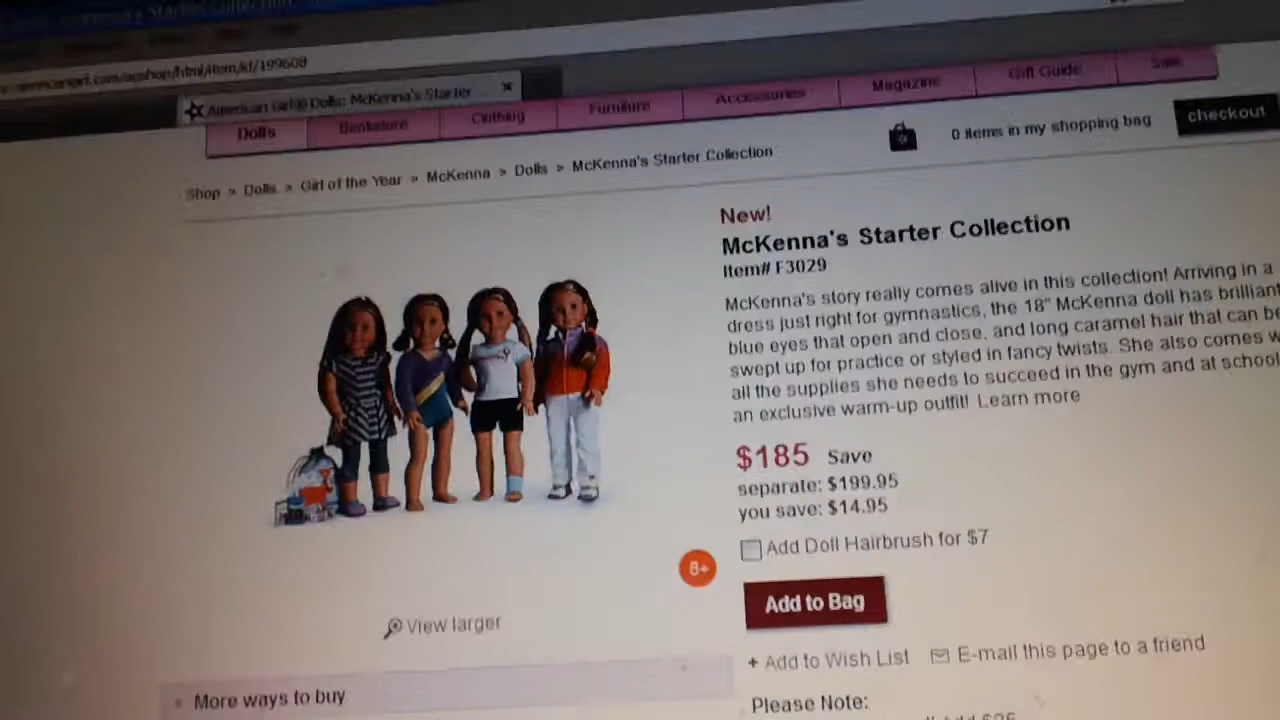 American Girl® Dolls: McKenna's Starter
Dolls
Bookstore
Clothing
Furniture
Accessories
Magazine
Gift Guide
Sale
0 items in my shopping bag
checkout
Shop > Dolls > Girl of the Year > McKenna > Dolls > McKenna's Starter Collection
New!
McKenna's Starter Collection
Item# F3029
McKenna's story really comes alive in this collection! Arriving in a
dress just right for gymnastics, the 18" McKenna doll has brilliant
blue eyes that open and close, and long caramel hair that can be
swept up for practice or styled in fancy twists. She also comes
all the supplies she needs to succeed in the gym and at school
an exclusive warm-up outfit! Learn more
$185 Save
separate: $199.95
you save: $14.95
Add Doll Hairbrush for $7
8+
Add to Bag
View larger
+ Add to Wish List
E-mail this page to a friend
More ways to buy
Please Note: